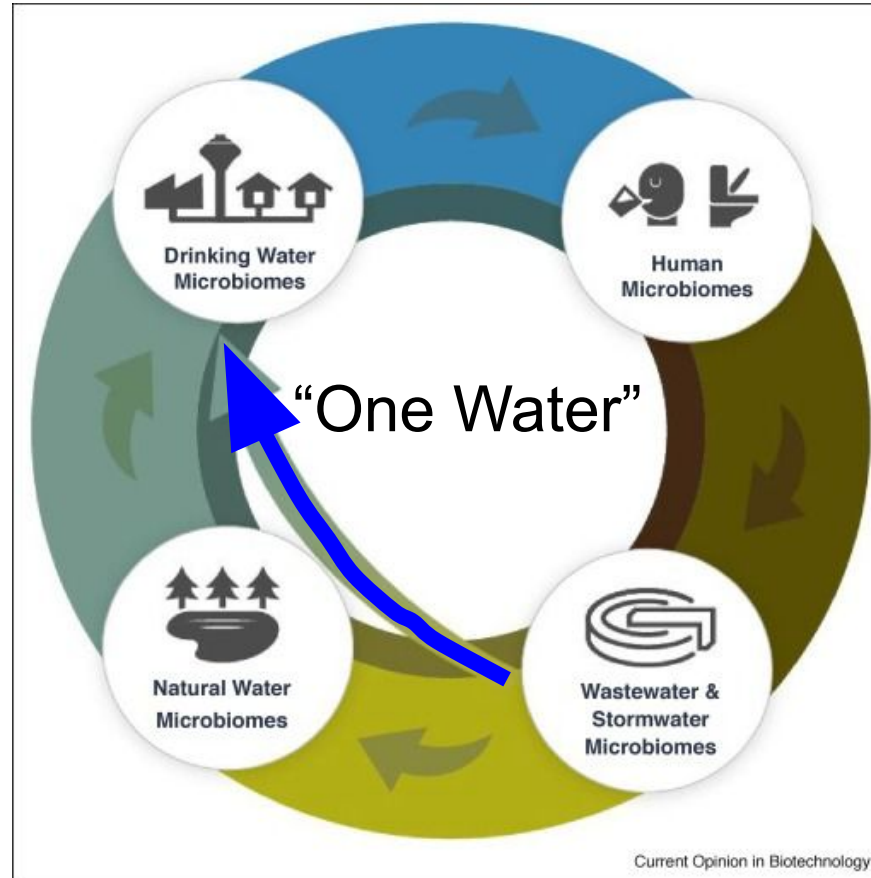 Drinking Water
Microbiomes
Human
Microbiomes
“One Water”
Natural Water
Microbiomes
Wastewater &
Stormwater
Microbiomes
Current Opinion in Biotechnology